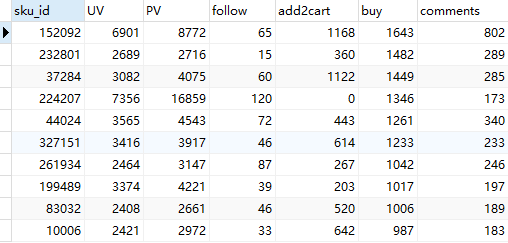 sku_id UV PV follow add2cart buy comments
152092 6901 8772 65 1168 1643 802
232801 2689 2716 15 360 1482 289
37284 3082 4075 60 1122 1449 285
224207 7356 16859 120 0 1346 173
44024 3565 4543 72 443 1261 340
327151 3416 3917 46 614 1233 233
261934 2464 3147 87 267 1042 246
199489 3374 4221 39 203 1017 197
83032 2408 2661 46 520 1006 189
10006 2421 2972 33 642 987 183